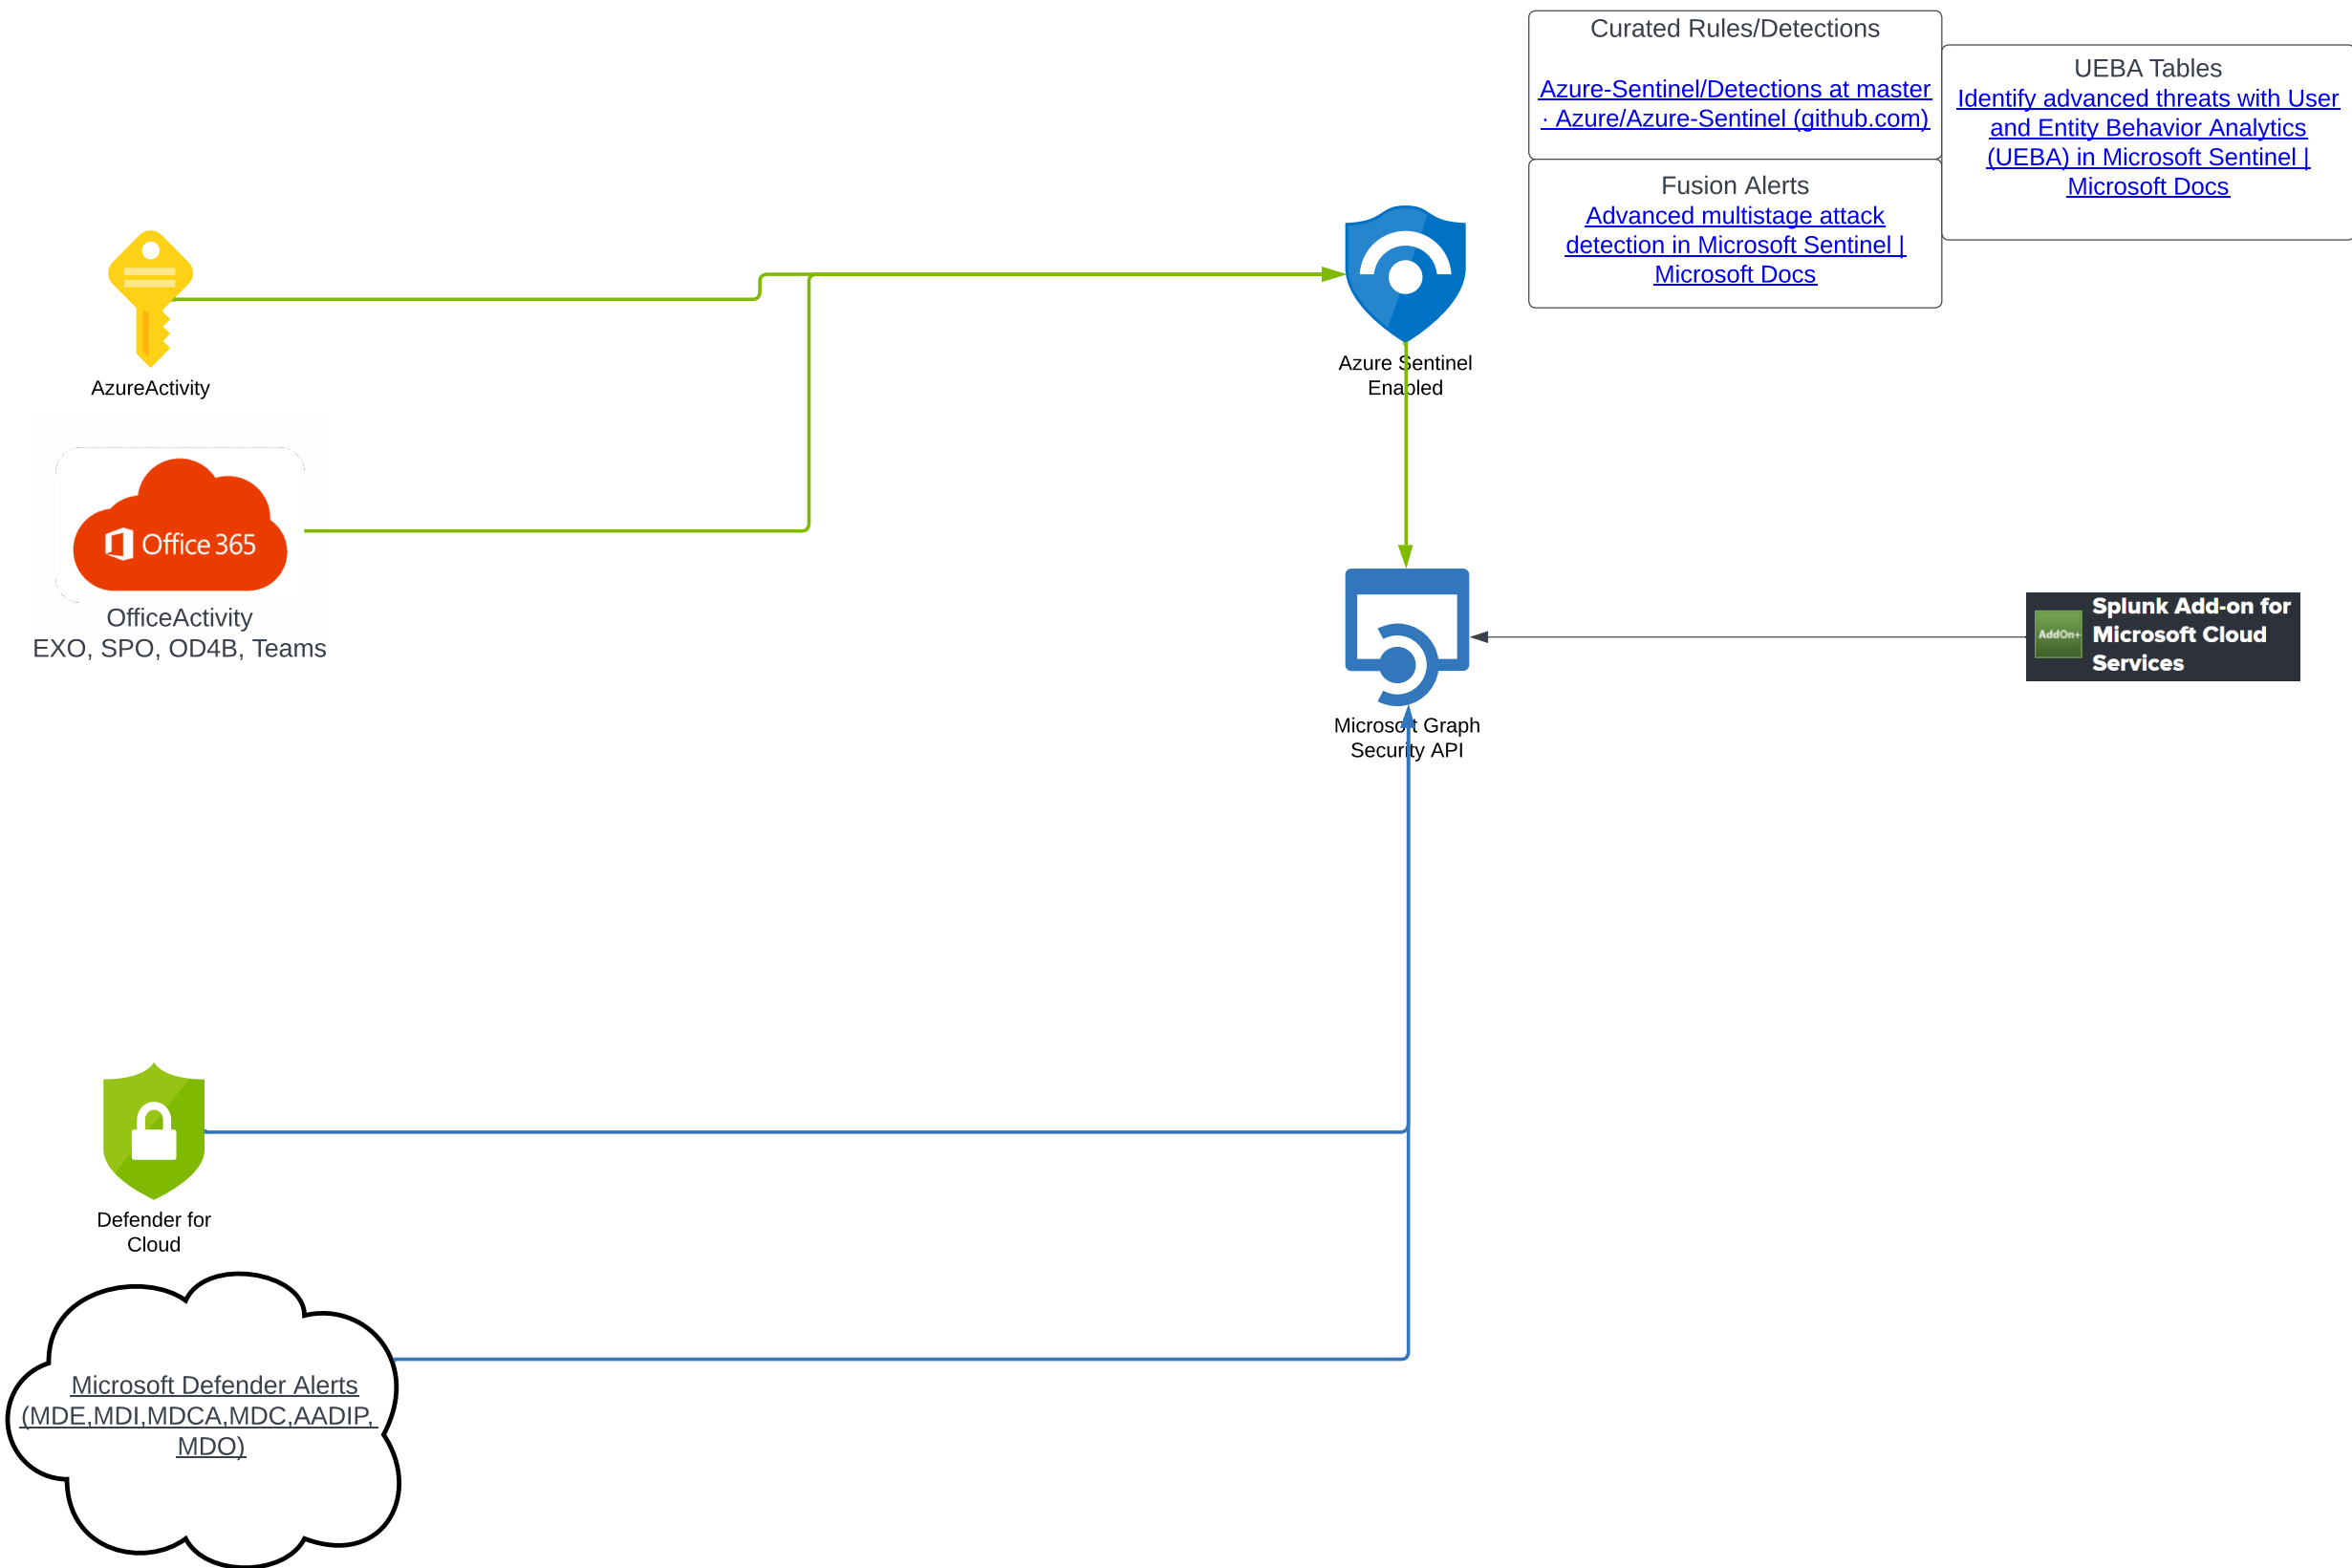 Curated Rules/Detections
Azure-Sentinel/Detections at master
· Azure/Azure-Sentinel (github.com)
UEBA Tables
Identify advanced threats with User
and Entity Behavior Analytics
(UEBA) in Microsoft Sentinel |
Microsoft Docs
Fusion Alerts
Advanced multistage attack
detection in Microsoft Sentinel |
Microsoft Docs
AzureActivity
Azure Sentinel
Enabled
Office 365
OfficeActivity
EXO, SPO, OD4B, Teams
AddOn+
Splunk Add-on for
Microsoft Cloud
Services
Microsoft Graph
Security API
Defender for
Cloud
Microsoft Defender Alerts
(MDE,MDI,MDCA,MDC,AADIP,
MDO)